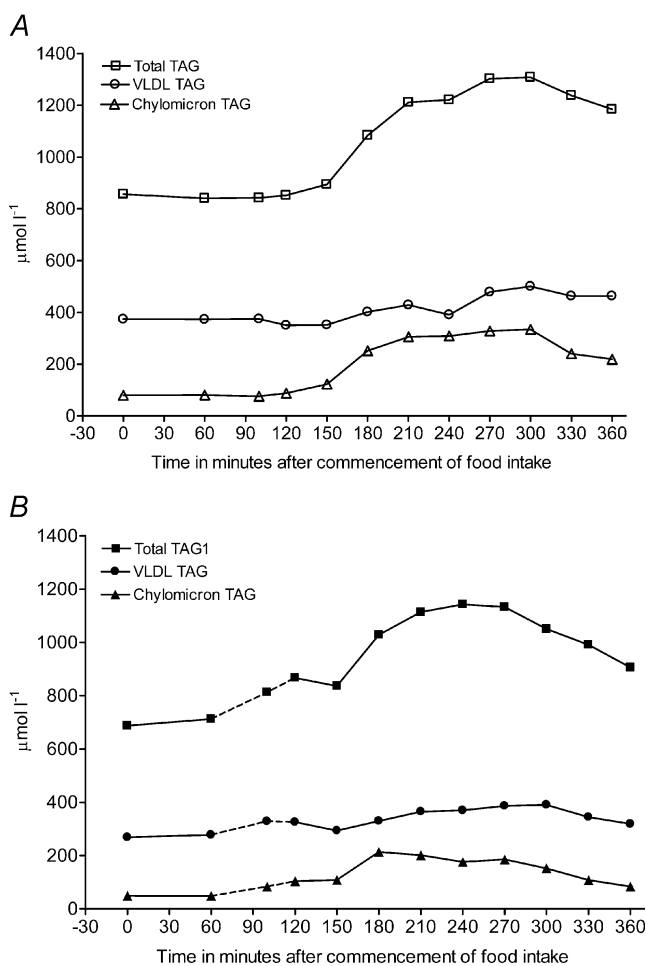 A
1400
1200
1000
800
600
400
200
0
μmol l-1
Total TAG
VLDL TAG
Chylomicron TAG
-30 0 30 60 90 120 150 180 210 240 270 300 330 360
Time in minutes after commencement of food intake
B
1400
1200
1000
800
600
400
200
0
μmol l-1
Total TAG1
VLDL TAG
Chylomicron TAG
-30 0 30 60 90 120 150 180 210 240 270 300 330 360
Time in minutes after commencement of food intake